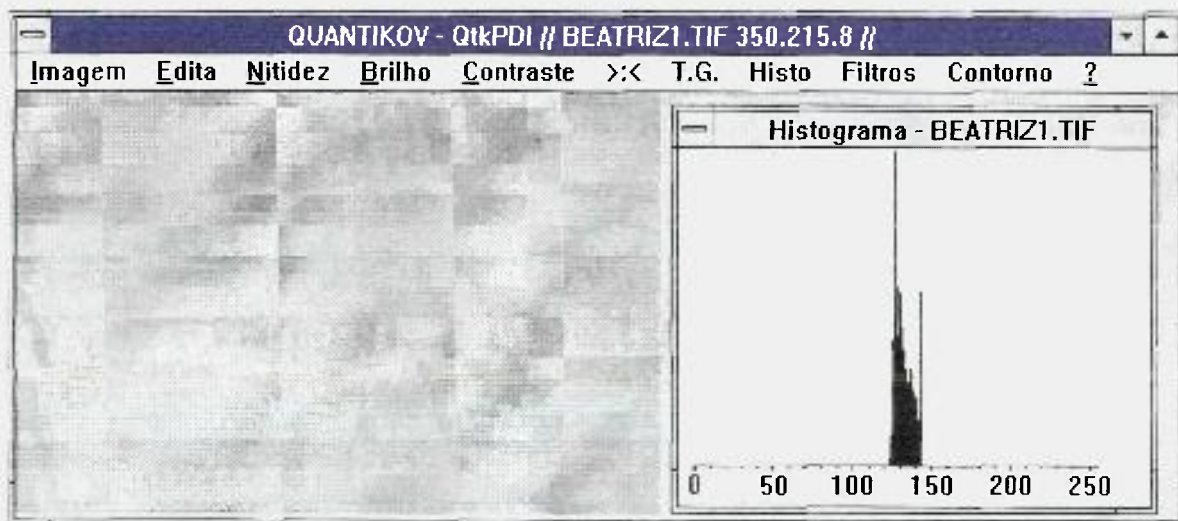 QUANTIKOV - QtkPDI // BEATRIZ1.TIF 350.215.8 //
Imagem Edita Nitidez Brilho Contraste >:< T.G. Histo Filtros Contorno ?
Histograma - BEATRIZ1.TIF
0 50 100 150 200 250